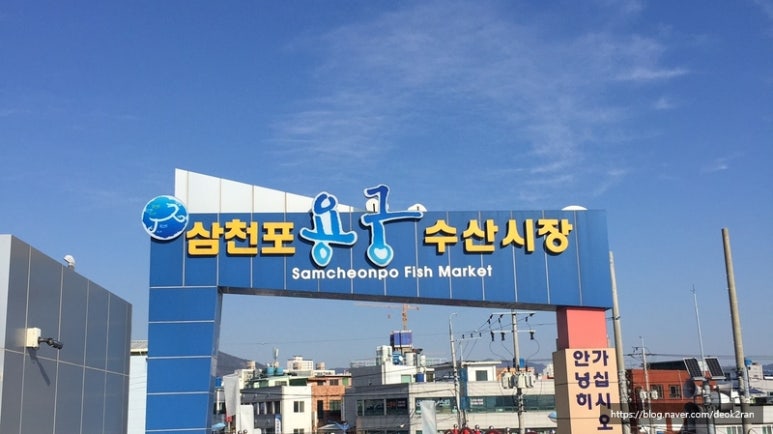 삼천포용궁수산시장
Samcheonpo Fish Market
안녕히
가십시오
https://blog.naver.com/deok2ran